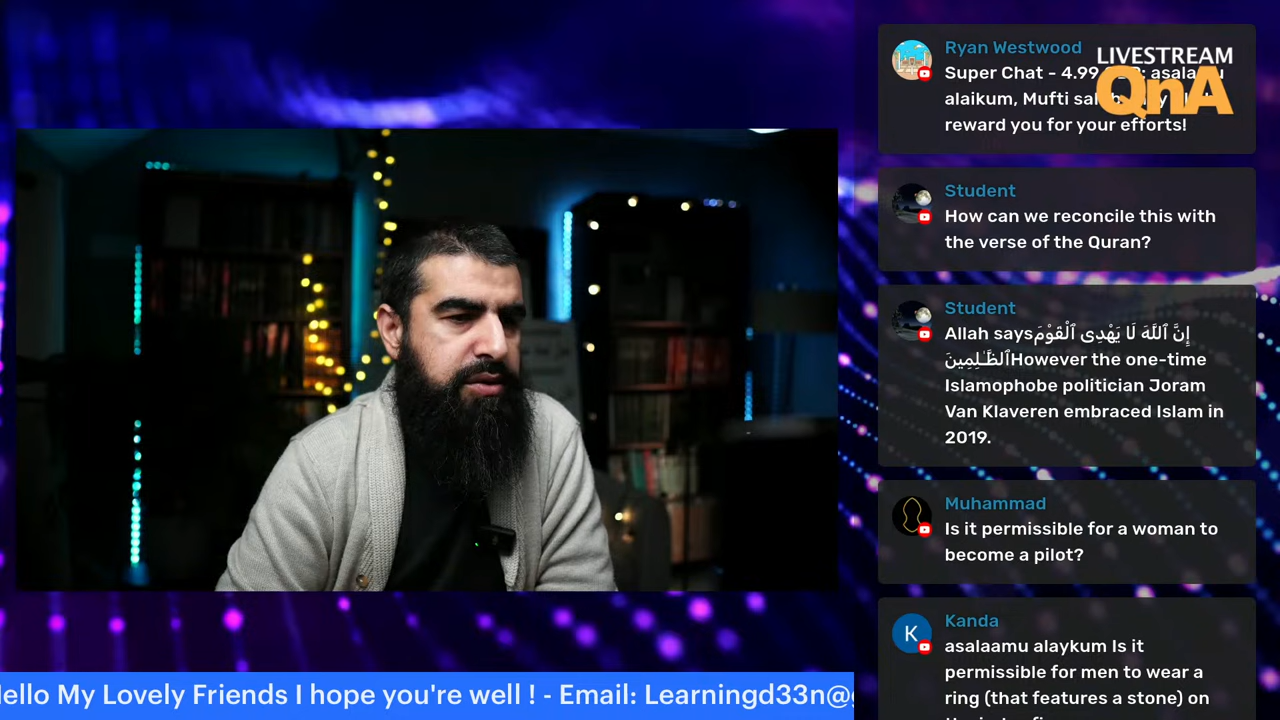 Ryan Westwood
Super Chat - 4.99
alaikum, Mufti
reward you for your efforts!
LIVESTREAM
QnA
Student
How can we reconcile this with
the verse of the Quran?
Student
Allah saysإِنَّ ٱللَّهَ لَا يَهْدِى ٱلْقَوْمَ
ٱلظَّـٰلِمِينَHowever the one-time
Islamophobe politician Joram
Van Klaveren embraced Islam in
2019.
Muhammad
Is it permissible for a woman to
become a pilot?
K
Kanda
asalaamu alaykum Is it
permissible for men to wear a
ring (that features a stone) on
ello My Lovely Friends I hope you're well ! - Email: Learningd33n@